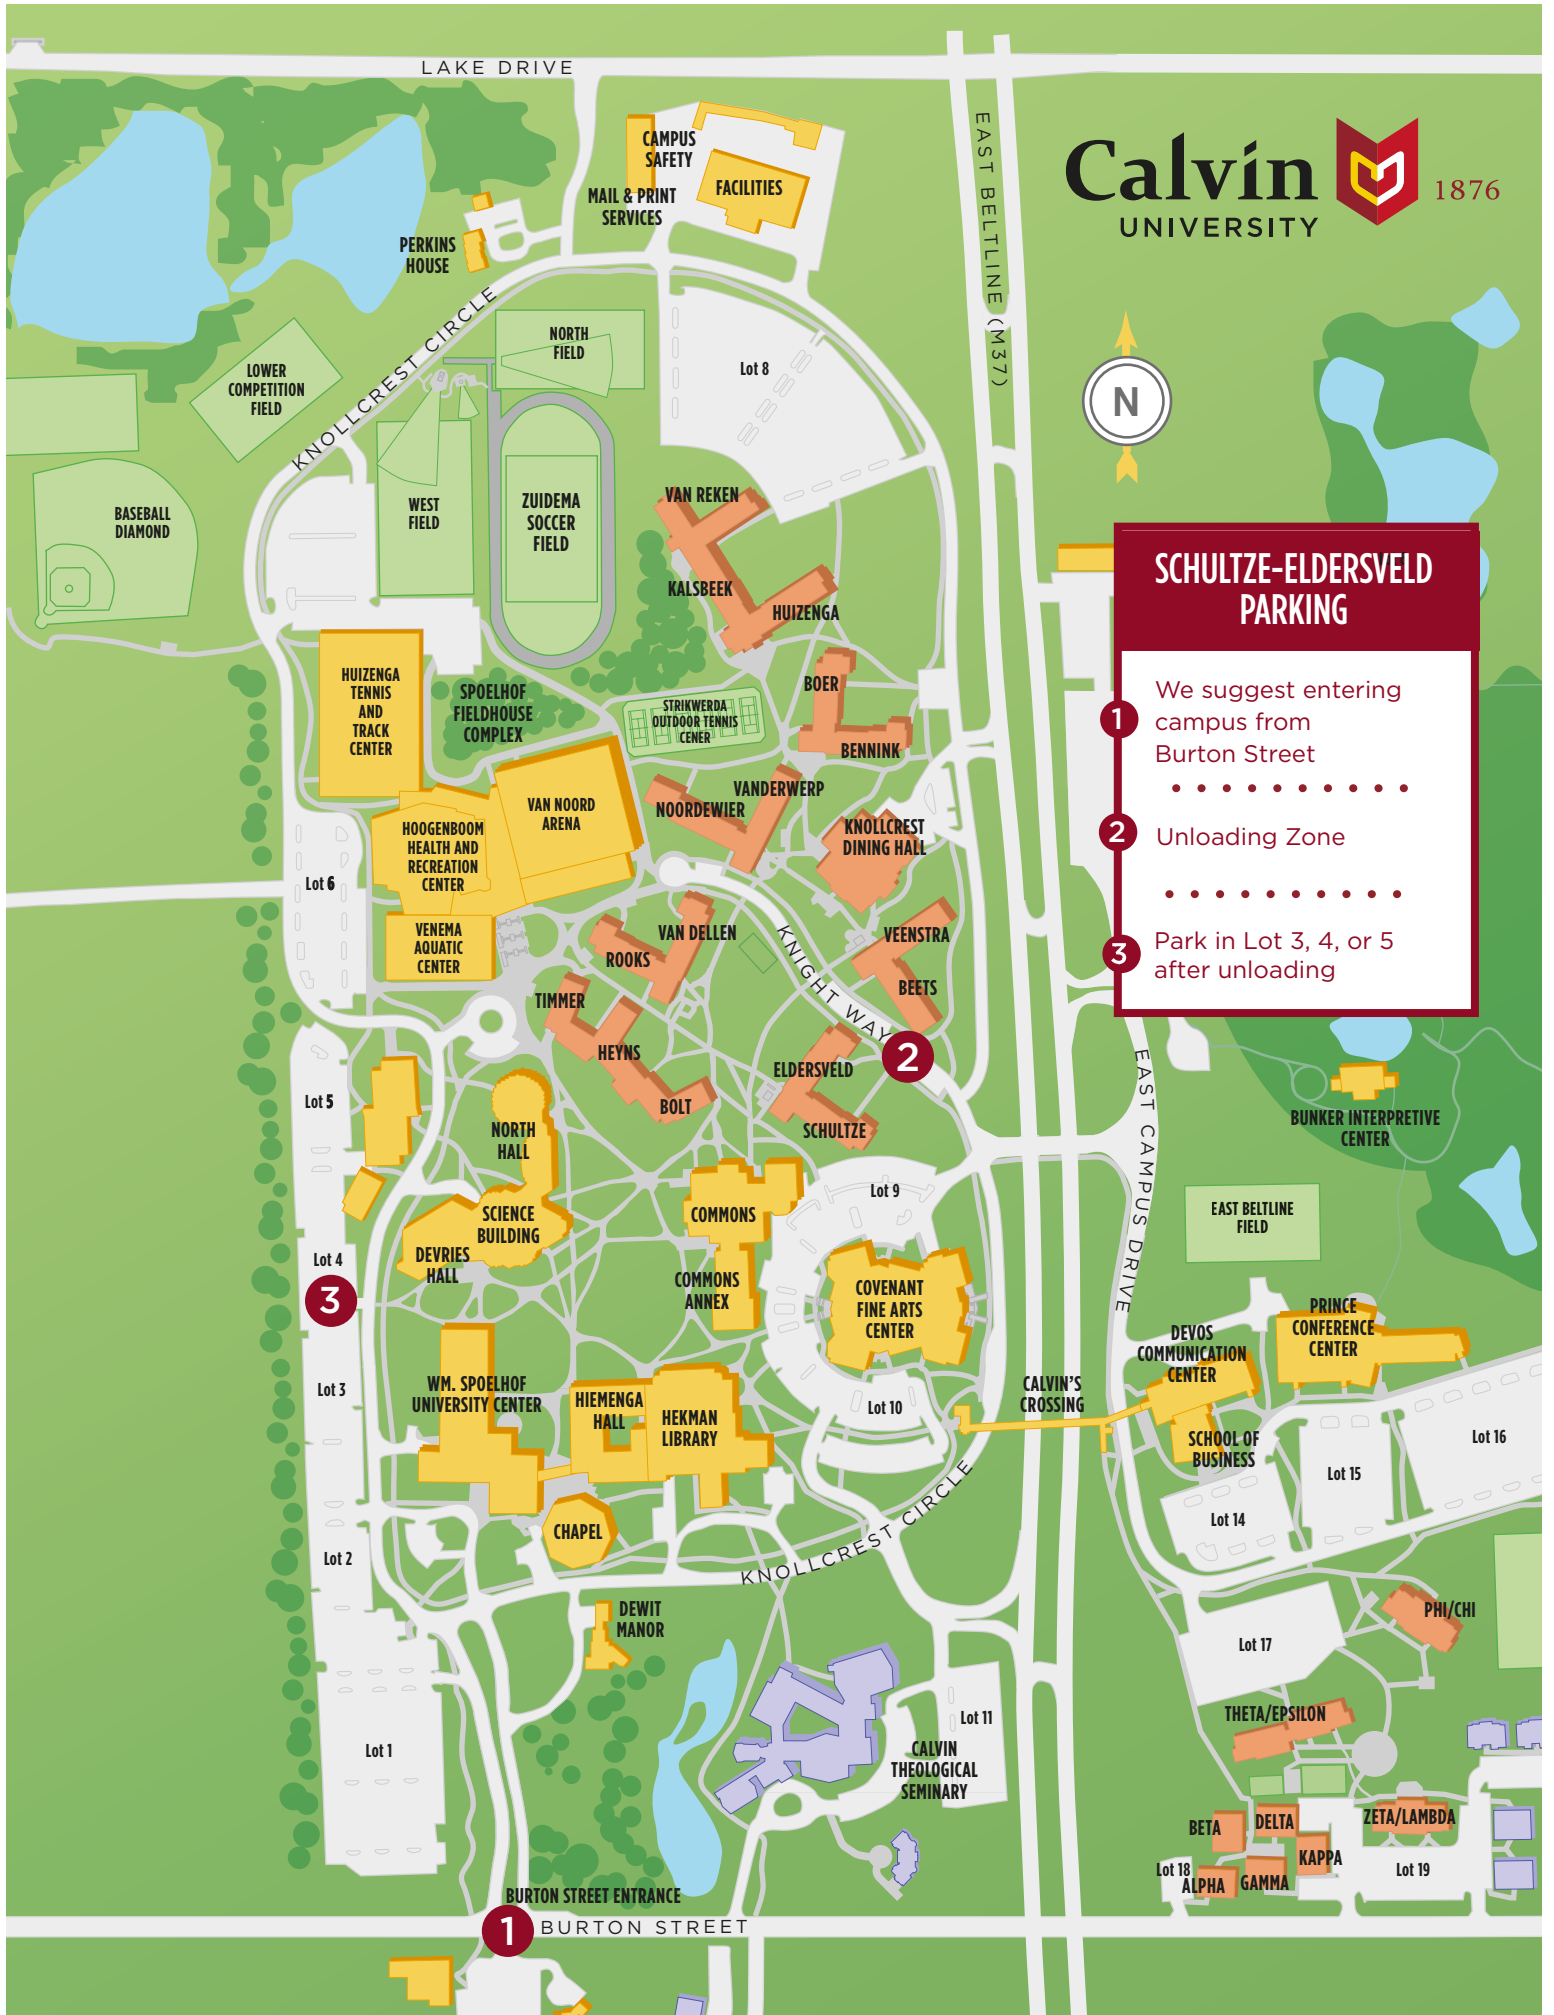 LAKE DRIVE
EAST BELTLINE (M37)
Calvin
UNIVERSITY
1876
CAMPUS
SAFETY
FACILITIES
MAIL & PRINT
SERVICES
PERKINS
HOUSE
KNOLLCREST CIRCLE
NORTH
FIELD
LOWER
COMPETITION
FIELD
Lot 8
N
BASEBALL
DIAMOND
WEST
FIELD
ZUIDEMA
SOCCER
FIELD
VAN REKEN
KALSBEEK
HUIZENGA
SCHULTZE-ELDERSVELD
PARKING
1
We suggest entering
campus from
Burton Street
2
Unloading Zone
3
Park in Lot 3, 4, or 5
after unloading
HUIZENGA
TENNIS
AND
TRACK
CENTER
SPOELHOF
FIELDHOUSE
COMPLEX
STRIKWERDA
OUTDOOR TENNIS
CENER
BOER
BENNINK
VANDERWERP
NOORDEWIER
VAN NOORD
ARENA
HOOGENBOOM
HEALTH AND
RECREATION
CENTER
KNOLLCREST
DINING HALL
Lot 6
VENEMA
AQUATIC
CENTER
VAN DELLEN
ROOKS
KNIGHT WAY
VEENSTRA
BEETS
TIMMER
HEYNS
BOLT
2
ELDERSVELD
SCHULTZE
EAST CAMPUS DRIVE
BUNKER INTERPRETIVE
CENTER
Lot 5
NORTH
HALL
SCIENCE
BUILDING
DEVRIES
HALL
COMMONS
Lot 9
EAST BELTLINE
FIELD
Lot 4
3
COMMONS
ANNEX
COVENANT
FINE ARTS
CENTER
PRINCE
CONFERENCE
CENTER
DEVOS
COMMUNICATION
CENTER
Lot 3
WM. SPOELHOF
UNIVERSITY CENTER
HIEMENGA
HALL
HEKMAN
LIBRARY
Lot 10
CALVIN'S
CROSSING
SCHOOL OF
BUSINESS
Lot 15
Lot 16
Lot 14
CHAPEL
KNOLLCREST CIRCLE
Lot 2
DEWIT
MANOR
PHI/CHI
Lot 17
Lot 1
Lot 11
CALVIN
THEOLOGICAL
SEMINARY
THETA/EPSILON
BETA
DELTA
ZETA/LAMBDA
KAPPA
Lot 18
ALPHA
GAMMA
Lot 19
BURTON STREET ENTRANCE
1
BURTON STREET